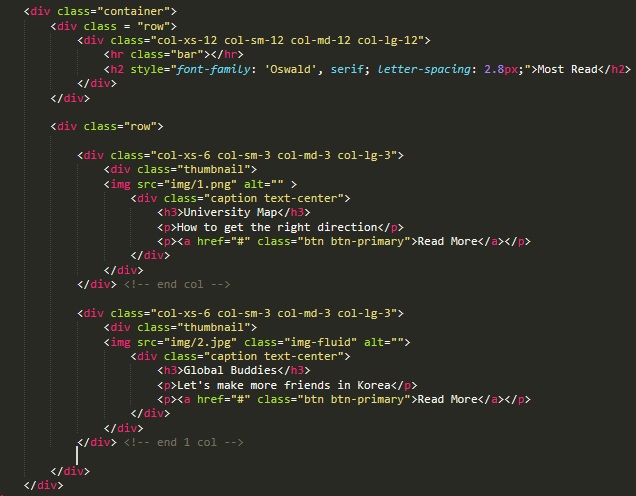 <div class="container">
<div class = "row">
<div class="col-xs-12 col-sm-12 col-md-12 col-lg-12">
<hr class="bar"></hr>
<h2 style="font-family: 'Oswald', serif; letter-spacing: 2.8px;">Most Read</h2>
</div>
</div>
<div class="row">
<div class="col-xs-6 col-sm-3 col-md-3 col-lg-3">
<div class="thumbnail">
<img src="img/1.png" alt="" >
<div class="caption text-center">
<h3>University Map</h3>
<p>How to get the right direction</p>
<p><a href="#" class="btn btn-primary">Read More</a></p>
</div>
</div>
</div> <!-- end col -->
<div class="col-xs-6 col-sm-3 col-md-3 col-lg-3">
<div class="thumbnail">
<img src="img/2.jpg" class="img-fluid" alt="">
<div class="caption text-center">
<h3>Global Buddies</h3>
<p>Let's make more friends in Korea</p>
<p><a href="#" class="btn btn-primary">Read More</a></p>
</div>
</div>
</div> <!-- end 1 col -->
</div>
</div>